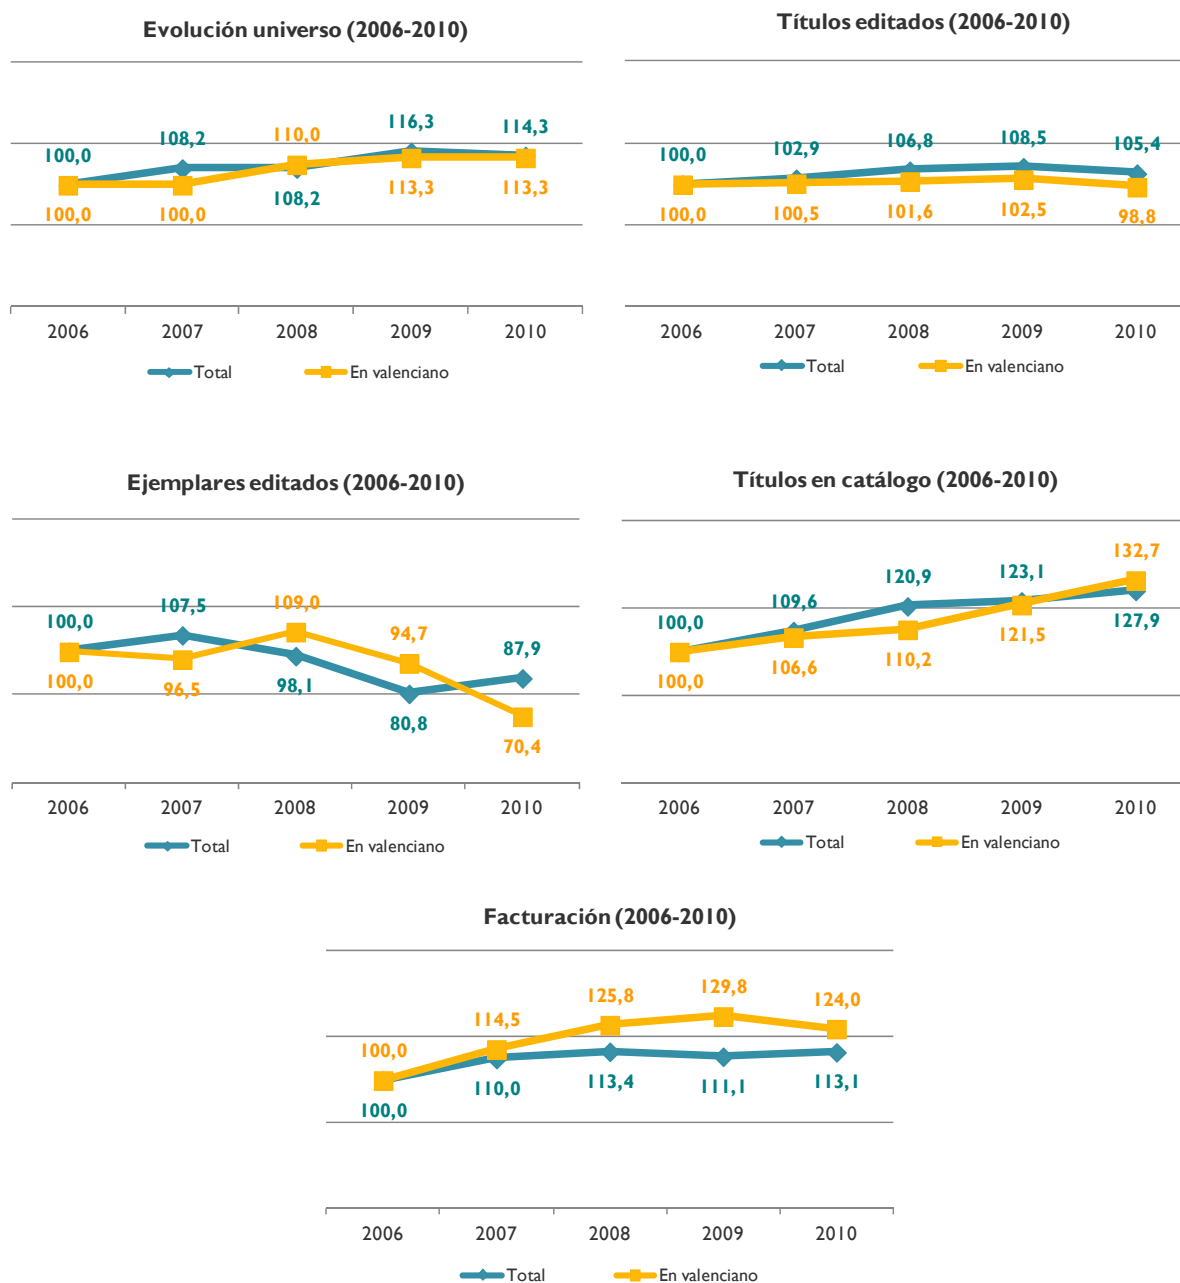 Evolución universo (2006-2010)
100,0 108,2 110,0 116,3 114,3
100,0 100,0 108,2 113,3 113,3
2006 2007 2008 2009 2010
Total En valenciano
Títulos editados (2006-2010)
100,0 102,9 106,8 108,5 105,4
100,0 100,5 101,6 102,5 98,8
2006 2007 2008 2009 2010
Total En valenciano
Ejemplares editados (2006-2010)
100,0 107,5 109,0 94,7 87,9
100,0 96,5 98,1 80,8 70,4
2006 2007 2008 2009 2010
Total En valenciano
Títulos en catálogo (2006-2010)
100,0 109,6 120,9 123,1 132,7
100,0 106,6 110,2 121,5 127,9
2006 2007 2008 2009 2010
Total En valenciano
Facturación (2006-2010)
100,0 114,5 125,8 129,8 124,0
100,0 110,0 113,4 111,1 113,1
2006 2007 2008 2009 2010
Total En valenciano